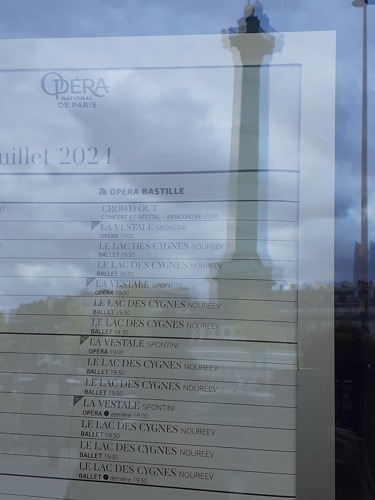 OPÉRA
NATIONAL
DE PARIS
uillet 2024
OPÉRA BASTILLE
CROWD OUT
CONCERT ET RÉCITAL - RENCONTRE
LA VESTALE SPONTINI
OPÉRA 19:00
LE LAC DES CYGNES NOUREEV
BALLET 19:30
LE LAC DES CYGNES NOUREEV
BALLET 19:30
LA VESTALE SPONTINI
OPÉRA 19:00
LE LAC DES CYGNES NOUREEV
BALLET 19:30
LE LAC DES CYGNES NOUREEV
BALLET 14:30
LA VESTALE SPONTINI
OPÉRA 19:00
LE LAC DES CYGNES NOUREEV
BALLET 19:30
LE LAC DES CYGNES NOUREEV
BALLET 19:30
LA VESTALE SPONTINI
OPÉRA dernière 19:00
LE LAC DES CYGNES NOUREEV
BALLET 19:30
LE LAC DES CYGNES NOUREEV
BALLET 19:30
LE LAC DES CYGNES NOUREEV
BALLET dernière 19:30